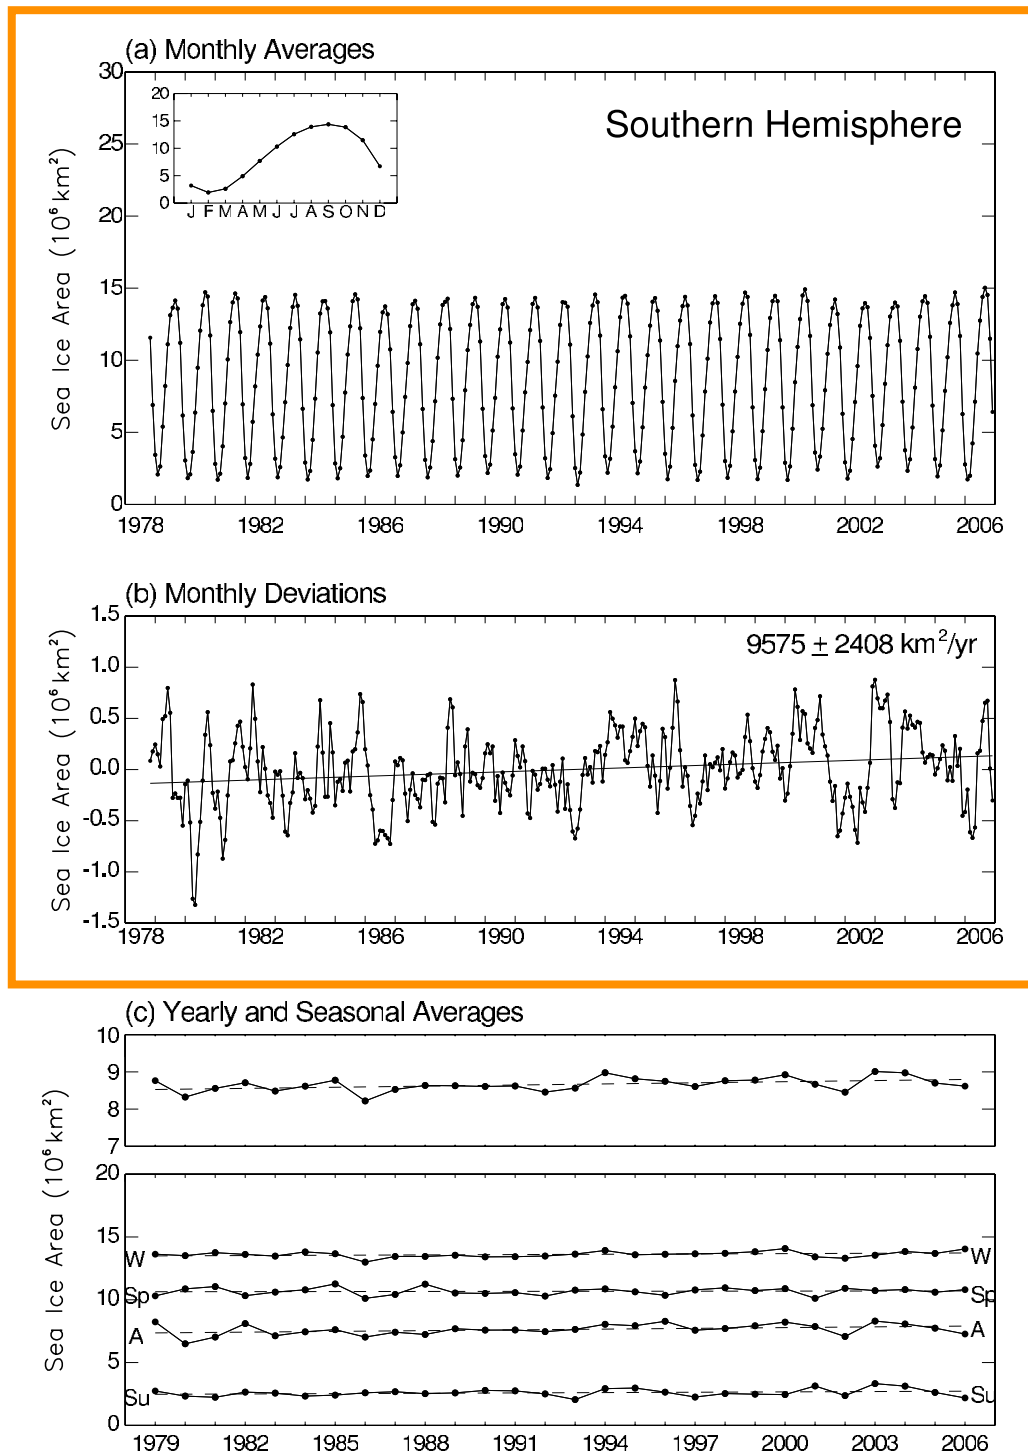 (a) Monthly Averages
Southern Hemisphere
Sea Ice Area (10⁶ km²)
30
25
20
15
10
5
0
20
15
10
5
0
J F M A M J J A S O N D
1978 1982 1986 1990 1994 1998 2002 2006
(b) Monthly Deviations
9575 ± 2408 km²/yr
Sea Ice Area (10⁶ km²)
1.5
1.0
0.5
0.0
-0.5
-1.0
-1.5
1978 1982 1986 1990 1994 1998 2002 2006
(c) Yearly and Seasonal Averages
Sea Ice Area (10⁶ km²)
10
9
8
7
20
15
10
5
0
W W
Sp Sp
A A
Su Su
1979 1982 1985 1988 1991 1994 1997 2000 2003 2006